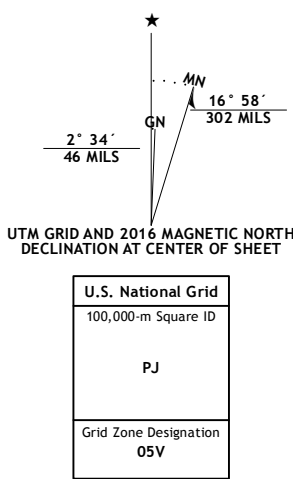 MN
16° 58´
302 MILS
GN
2° 34´
46 MILS
UTM GRID AND 2016 MAGNETIC NORTH
DECLINATION AT CENTER OF SHEET
U.S. National Grid
100,000-m Square ID
PJ
Grid Zone Designation
05V